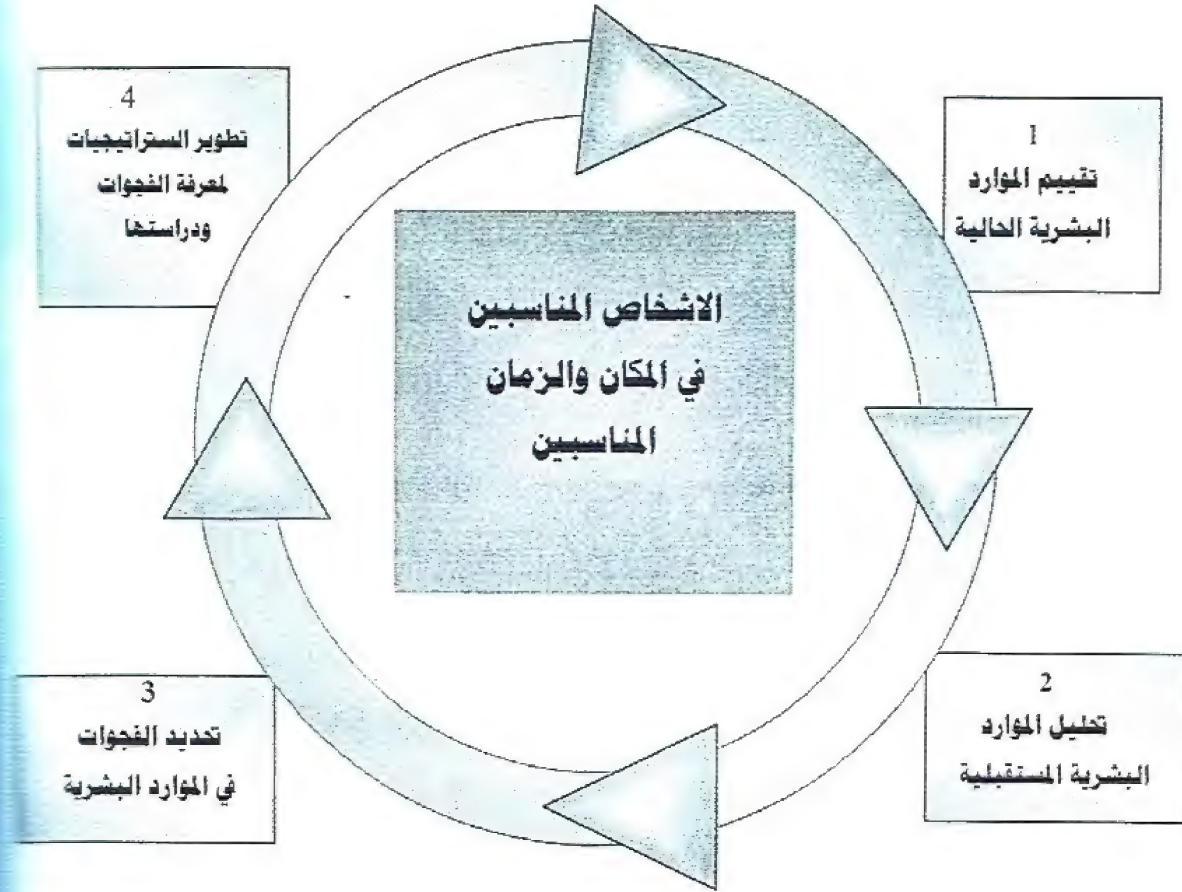 1
تقييم الموارد
البشرية الحالية
2
تحليل الموارد
البشرية المستقبلية
3
تحديد الفجوات
في الموارد البشرية
4
تطوير الستراتيجيات
لمعرفة الفجوات
ودراستها
الاشخاص المناسبين
في المكان والزمان
المناسبين